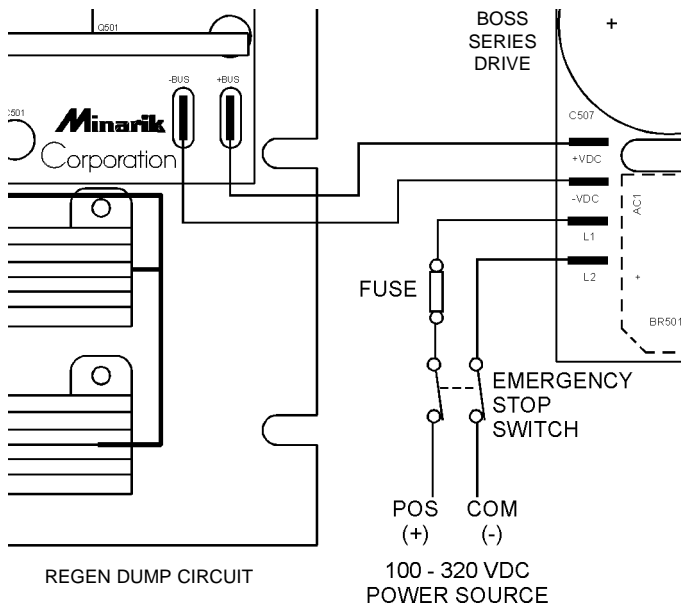 Q501
BOSS
SERIES
DRIVE
+
-BUS
+BUS
C501
C507
Minarik
Corporation
+VDC
-VDC
AC1
L1
L2
+
FUSE
BR501
EMERGENCY
STOP
SWITCH
POS
(+)
COM
(-)
REGEN DUMP CIRCUIT
100 - 320 VDC
POWER SOURCE